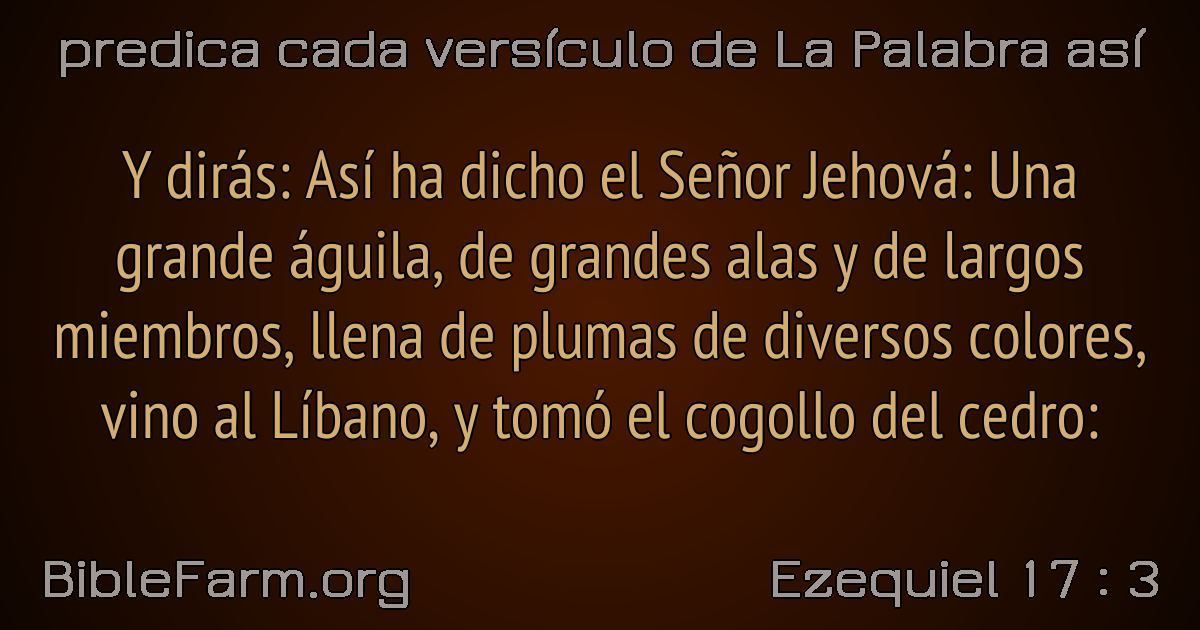 predica cada versículo de La Palabra así
Y dirás: Así ha dicho el Señor Jehová: Una
grande águila, de grandes alas y de largos
miembros, llena de plumas de diversos colores,
vino al Líbano, y tomó el cogollo del cedro:
BibleFarm.org
Ezequiel 17 : 3